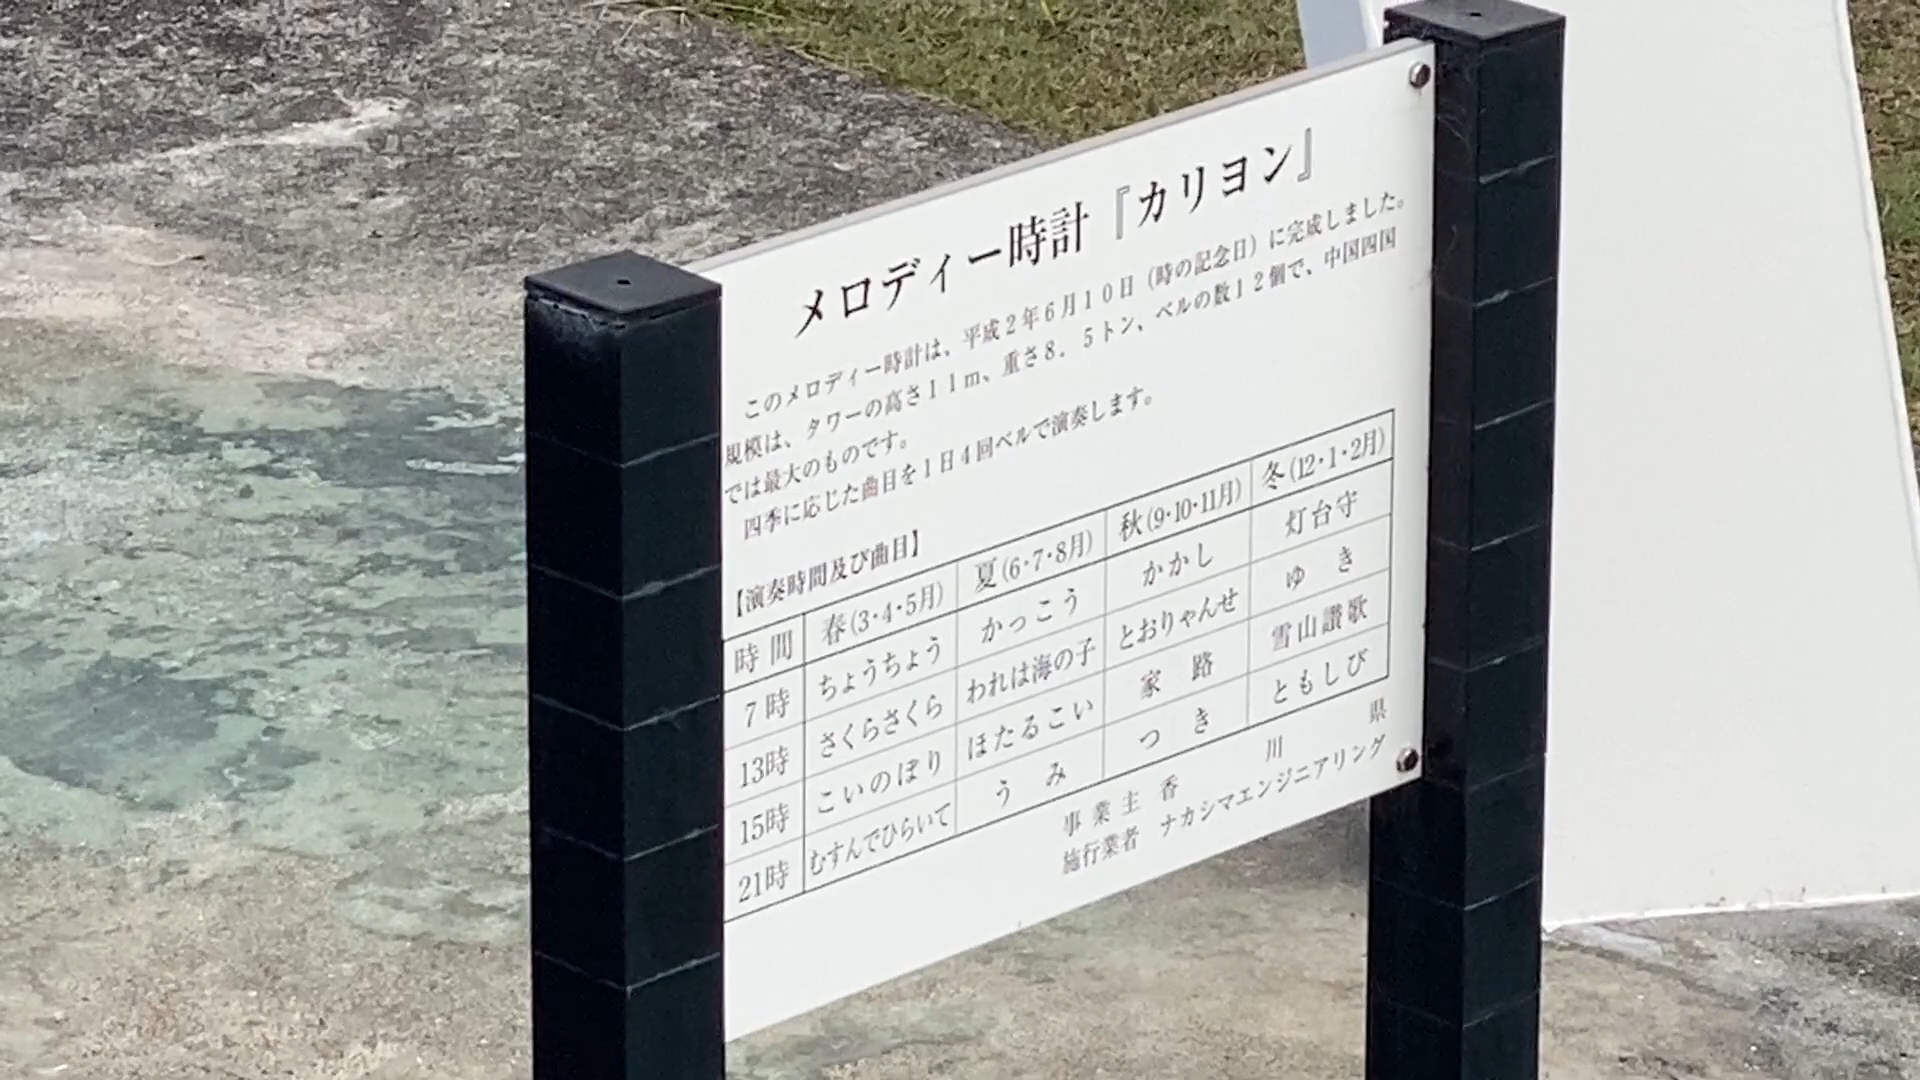 メロディー時計『カリヨン』
このメロディー時計は、平成2年6月10日(時の記念日)に完成しました。
規模は、タワーの高さ11m、重さ8.5トン、ベルの数12個で、中国四国
では最大のものです。
四季に応じた曲目を1日4回ベルで演奏します。
【演奏時間及び曲目】
時間 春(3・4・5月) 夏(6・7・8月) 秋(9・10・11月) 冬(12・1・2月)
7時 ちょうちょう かっこう かかし 灯台守
13時 さくらさくら われは海の子 とおりゃんせ ゆき
15時 こいのぼり ほたるこい 家路 雪山讃歌
21時 むすんでひらいて うみ つき ともしび
事業主 香川県
施行業者 ナカシマエンジニアリング